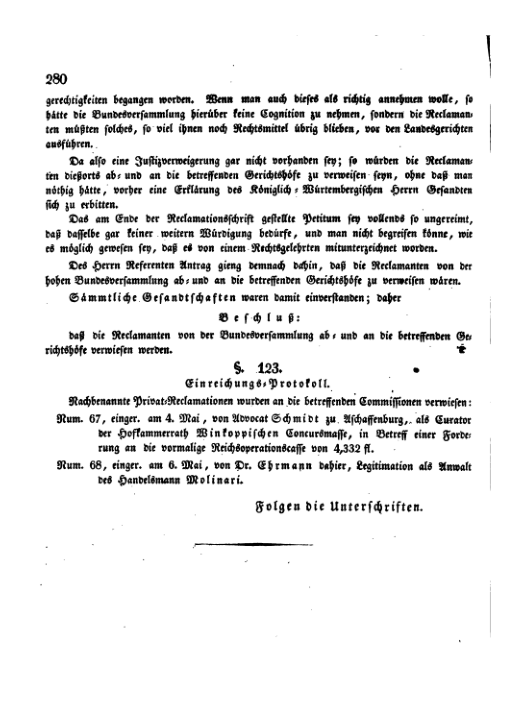 280
gerechtigkeiten begangen worden. Wenn man auch dieses als richtig annehmen wolle, so
hätte die Bundesversammlung hierüber keine Cognition zu nehmen, sondern die Reclaman-
ten müßten solches, so viel ihnen noch Rechtsmittel übrig blieben, vor den Landesgerichten
ausführen.
Da also eine Justizverweigerung gar nicht vorhanden sey; so würden die Reclaman-
ten dießorts ab- und an die betreffenden Gerichtshöfe zu verweisen seyn, ohne daß man
nöthig hätte, vorher eine Erklärung des Königlich-Würtembergischen Herrn Gesandten
sich zu erbitten.
Das am Ende der Reclamationsschrift gestellte Petitum sey vollends so ungereimt,
daß dasselbe gar keiner weitern Würdigung bedürfe, und man nicht begreifen könne, wie
es möglich gewesen sey, daß es von einem Rechtsgelehrten mitunterzeichnet worden.
Des Herrn Referenten Antrag gieng demnach dahin, daß die Reclamanten von der
hohen Bundesversammlung ab- und an die betreffenden Gerichtshöfe zu verweisen wären.
Sämmtliche Gesandtschaften waren damit einverstanden; daher
Beschluß:
daß die Reclamanten von der Bundesversammlung ab- und an die betreffenden Ge-
richtshöfe verwiesen werden.
§. 123.
Einreichungs-Protokoll.
Nachbenannte Privat-Reclamationen wurden an die betreffenden Commissionen verwiesen:
Num. 67, einger. am 4. Mai, von Advocat Schmidt zu Aschaffenburg, als Curator
der Hofkammerrath Winkoppischen Concursmasse, in Betreff einer Forde-
rung an die vormalige Reichsoperationscasse von 4,332 fl.
Num. 68, einger. am 6. Mai, von Dr. Ehrmann dahier, Legitimation als Anwalt
des Handelsmann Molinari.
Folgen die Unterschriften.